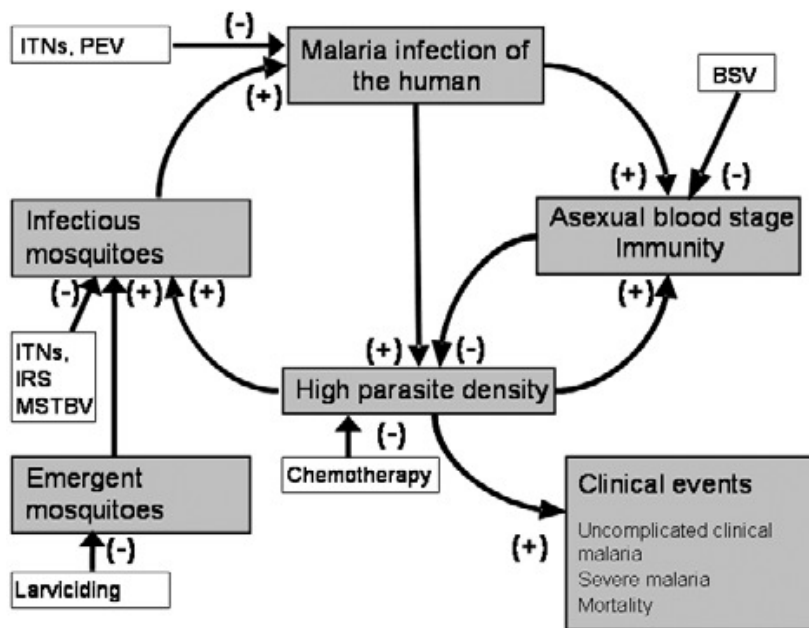 ITNs, PEV
(-)
Malaria infection of
the human
(+)
BSV
(+)
(-)
Infectious
mosquitoes
Asexual blood stage
Immunity
(-)
(+)
(+)
(+)
ITNs,
IRS
MSTBV
(+)
(-)
High parasite density
(-)
Chemotherapy
Emergent
mosquitoes
(-)
Larviciding
(+)
Clinical events
Uncomplicated clinical
malaria
Severe malaria
Mortality